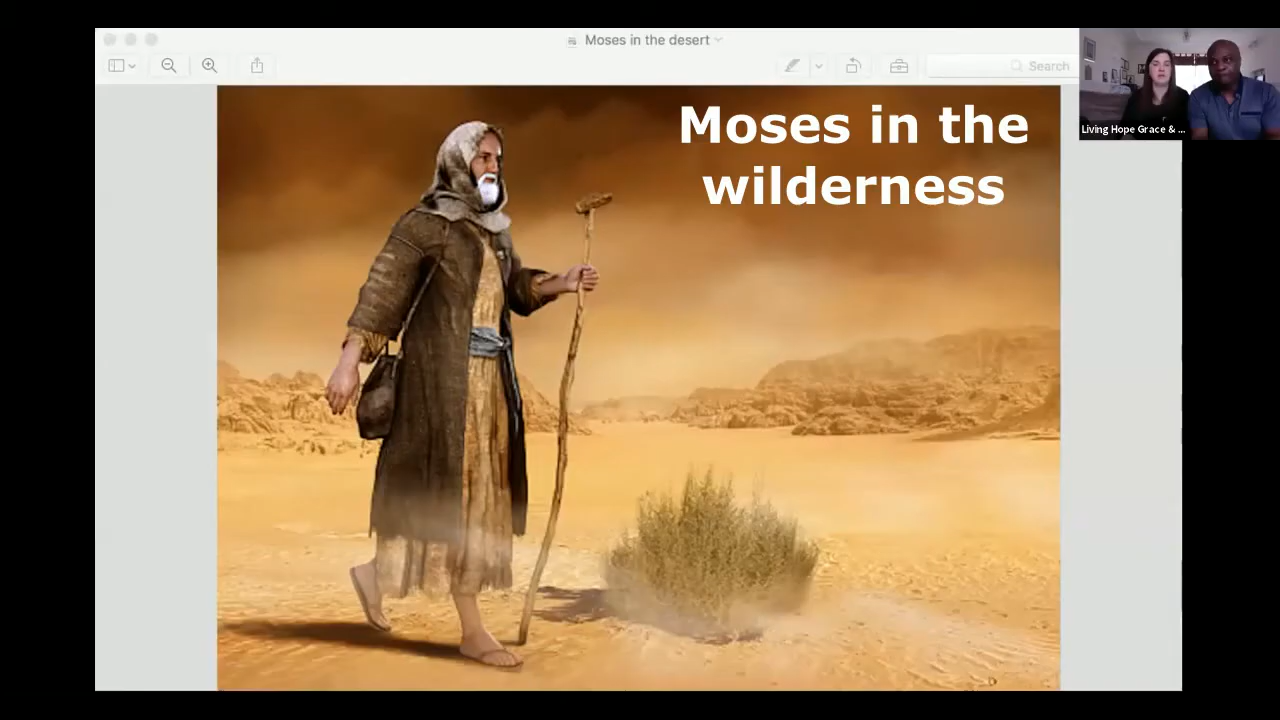 Moses in the desert
Search
Moses in the
wilderness
Living Hope Grace & ...